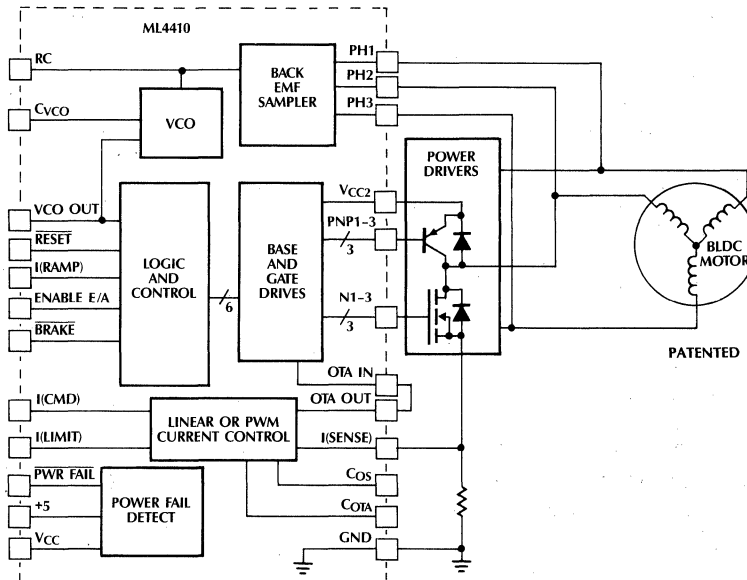 ML4410
RC
CVCO
VCO
BACK
EMF
SAMPLER
PH1
PH2
PH3
POWER
DRIVERS
VCC2
PNP1-3
3
N1-3
3
VCO OUT
RESET
I(RAMP)
ENABLE E/A
BRAKE
LOGIC
AND
CONTROL
6
BASE
AND
GATE
DRIVES
BLDC
MOTOR
PATENTED
OTA IN
OTA OUT
I(CMD)
I(LIMIT)
LINEAR OR PWM
CURRENT CONTROL
I(SENSE)
PWR FAIL
+5
VCC
POWER FAIL
DETECT
COS
COTA
GND